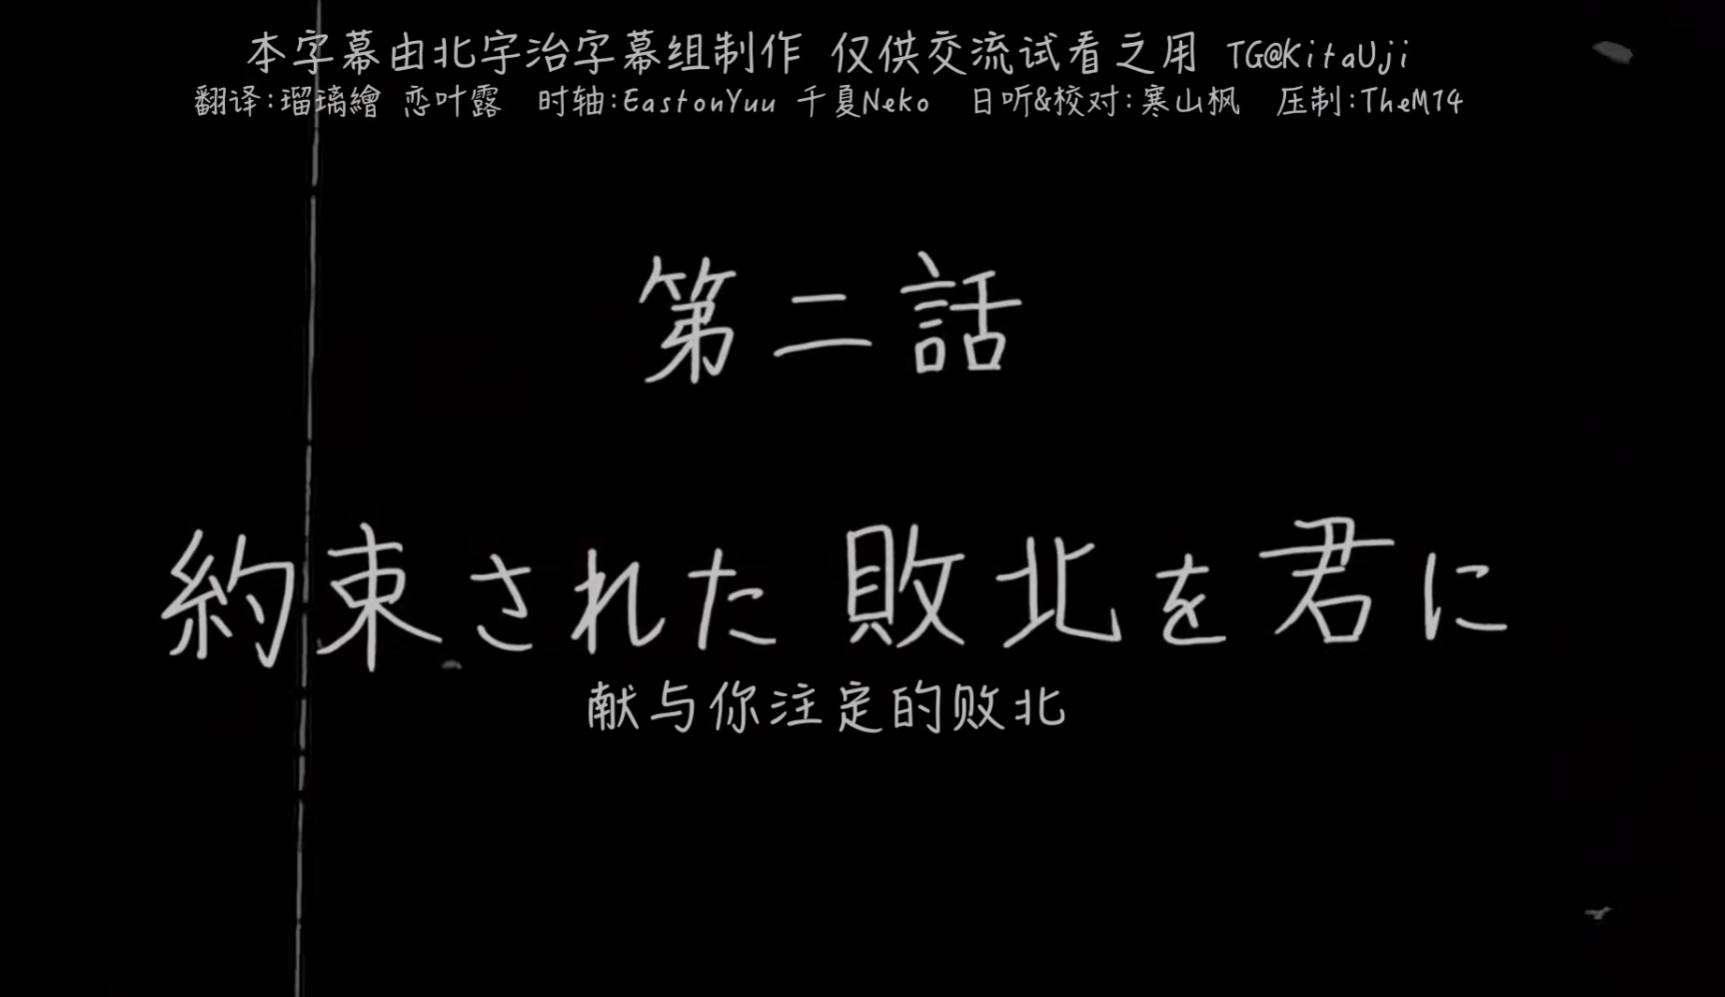 本字幕由北宇治字幕组制作 仅供交流试看之用 TG@KitaUji
翻译:瑠璃繪 恋叶露 时轴:EastonYuu 千夏Neko 日听&校对:寒山枫 压制:TheM14
第二話
約束された敗北を君に
献与你注定的败北